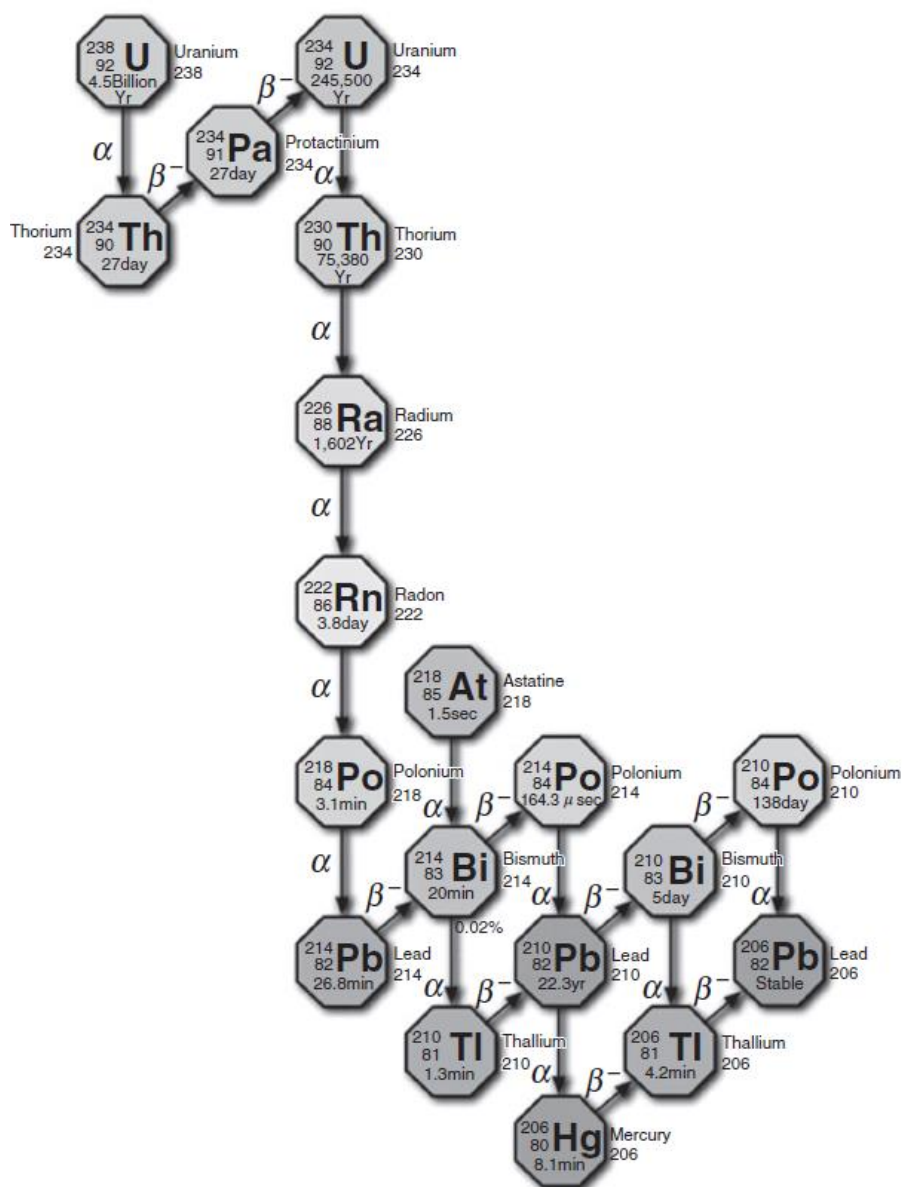 238
92 U
4.5Billion
Yr
Uranium
238
234
92 U
245,500
Yr
Uranium
234
β−
234
91 Pa
27day
Protactinium
234
α
β−
α
Thorium
234
234
90 Th
27day
230
90 Th
75,380
Yr
Thorium
230
α
226
88 Ra
1,602Yr
Radium
226
α
222
86 Rn
3.8day
Radon
222
α
218
85 At
1.5sec
Astatine
218
218
84 Po
3.1min
Polonium
218
α
β−
214
84 Po
164.3 μ sec
Polonium
214
β−
210
84 Po
138day
Polonium
210
α
β−
214
83 Bi
20min
Bismuth
214
α
β−
210
83 Bi
5day
Bismuth
210
α
214
82 Pb
26.8min
Lead
214
0.02%
α
β−
210
82 Pb
22.3yr
Lead
210
α
β−
206
82 Pb
Stable
Lead
206
210
81 Tl
1.3min
Thallium
210
α
β−
206
81 Tl
4.2min
Thallium
206
206
80 Hg
8.1min
Mercury
206